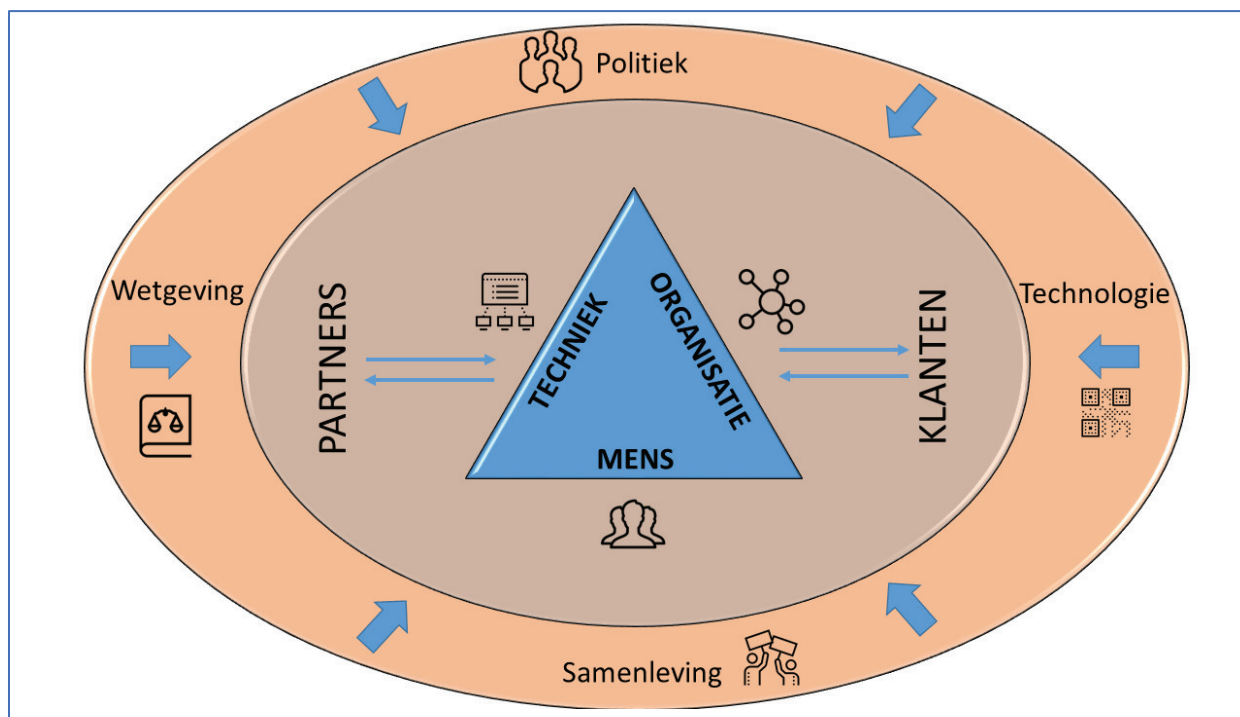 Politiek
Wetgeving
Technologie
PARTNERS
TECHNIEK
ORGANISATIE
KLANTEN
MENS
Samenleving